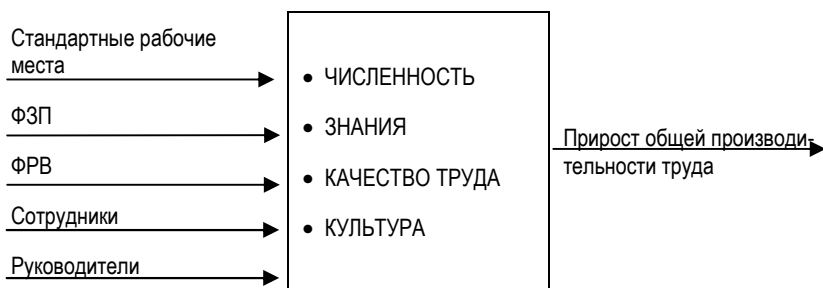 Стандартные рабочие
места
ФЗП
ФРВ
Сотрудники
Руководители
• ЧИСЛЕННОСТЬ
• ЗНАНИЯ
• КАЧЕСТВО ТРУДА
• КУЛЬТУРА
Прирост общей производи-
тельности труда